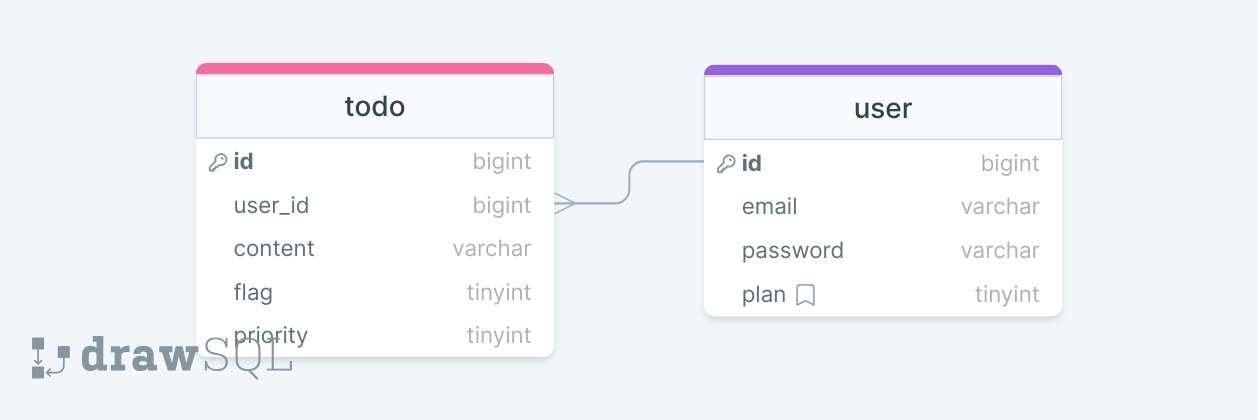 todo
id bigint
user_id bigint
content varchar
flag tinyint
priority tinyint
user
id bigint
email varchar
password varchar
plan tinyint
drawSQL